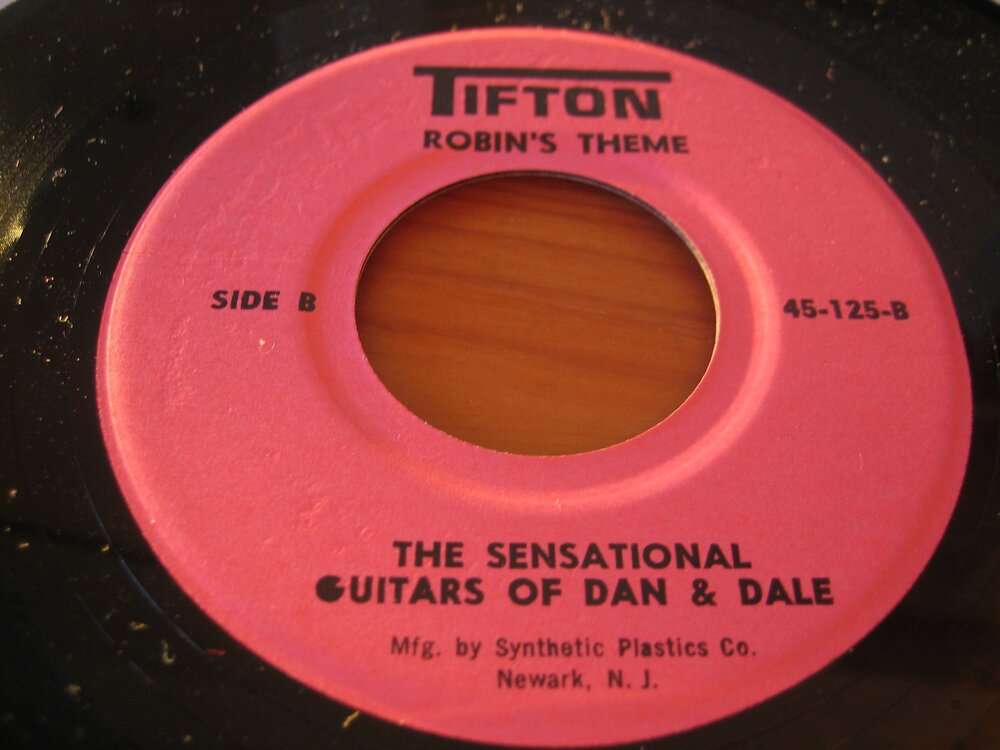 TIFTON
ROBIN'S THEME
SIDE B
45-125-B
THE SENSATIONAL
GUITARS OF DAN & DALE
Mfg. by Synthetic Plastics Co.
Newark, N. J.